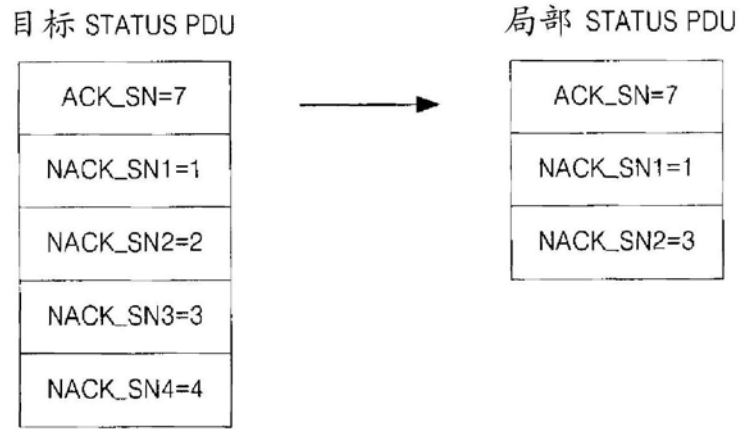 目标 STATUS PDU
ACK_SN=7
NACK_SN1=1
NACK_SN2=2
NACK_SN3=3
NACK_SN4=4
局部 STATUS PDU
ACK_SN=7
NACK_SN1=1
NACK_SN2=3